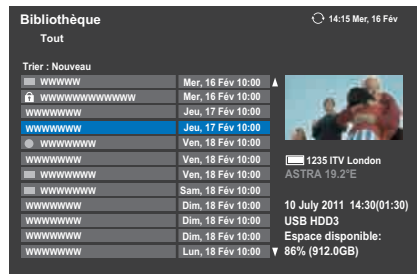 Bibliothèque
14:15 Mer, 16 Fév
Tout
Trier : Nouveau
wwwww Mer, 16 Fév 10:00
wwwwwwwwwwww Mer, 16 Fév 10:00
wwwwwww Jeu, 17 Fév 10:00
wwwwwww Jeu, 17 Fév 10:00
wwwwwww Ven, 18 Fév 10:00
wwwwwww Ven, 18 Fév 10:00
wwwwwww Ven, 18 Fév 10:00
wwwwwww Sam, 18 Fév 10:00
wwwwwww Dim, 18 Fév 10:00
wwwwwww Dim, 18 Fév 10:00
wwwwwww Dim, 18 Fév 10:00
wwwwwww Lun, 18 Fév 10:00
1235 ITV London
ASTRA 19.2°E
10 July 2011 14:30(01:30)
USB HDD3
Espace disponible:
86% (912.0GB)